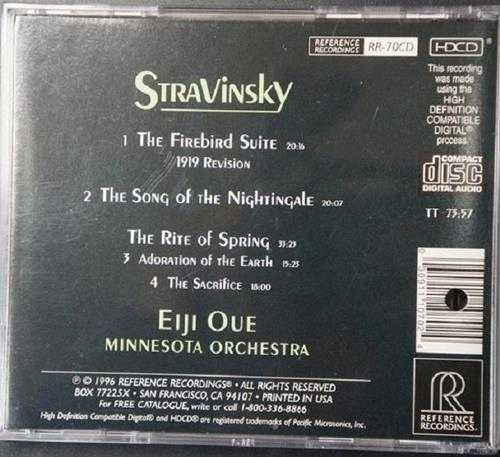 REFERENCE RECORDINGS RR-70CD HDCD
This recording
was made
using the
HIGH
DEFINITION
COMPATIBLE
DIGITAL®
process.
COMPACT
disc
DIGITAL AUDIO
TT 73:57
STRAVINSKY
1 THE FIREBIRD SUITE 20:16
1919 REVISION
2 THE SONG OF THE NIGHTINGALE 20:07
THE RITE OF SPRING 33:23
3 ADORATION OF THE EARTH 15:23
4 THE SACRIFICE 18:00
EIJI OUE
MINNESOTA ORCHESTRA
℗ © 1996 REFERENCE RECORDINGS® • ALL RIGHTS RESERVED
BOX 77225X • SAN FRANCISCO, CA 94107 • PRINTED IN USA
For FREE CATALOGUE, write or call 1-800-336-8866
High Definition Compatible Digital® and HDCD® are registered trademarks of Pacific Microsonics, Inc.
R
REFERENCE
RECORDINGS